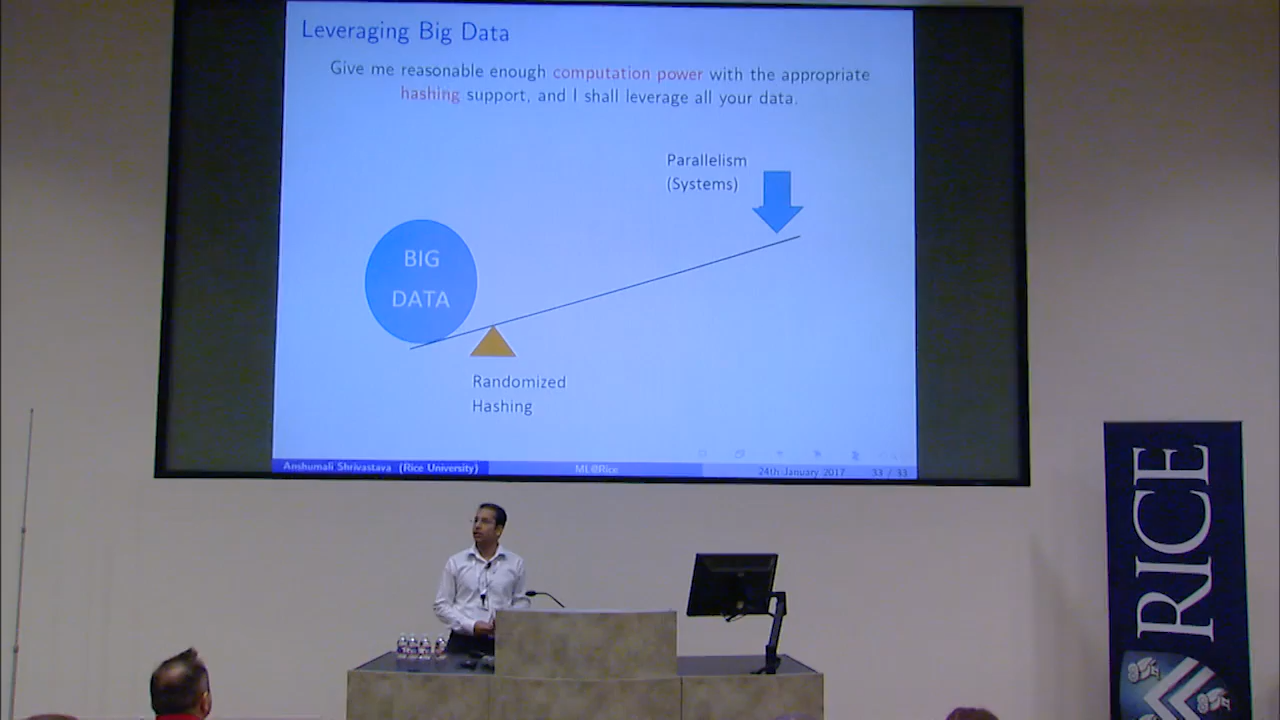 Leveraging Big Data
Give me reasonable enough computation power with the appropriate
hashing support, and I shall leverage all your data.
Parallelism
(Systems)
BIG
DATA
Randomized
Hashing
Anshumali Shrivastava (Rice University)
ML@Rice
24th January 2017
33 / 33
RICE